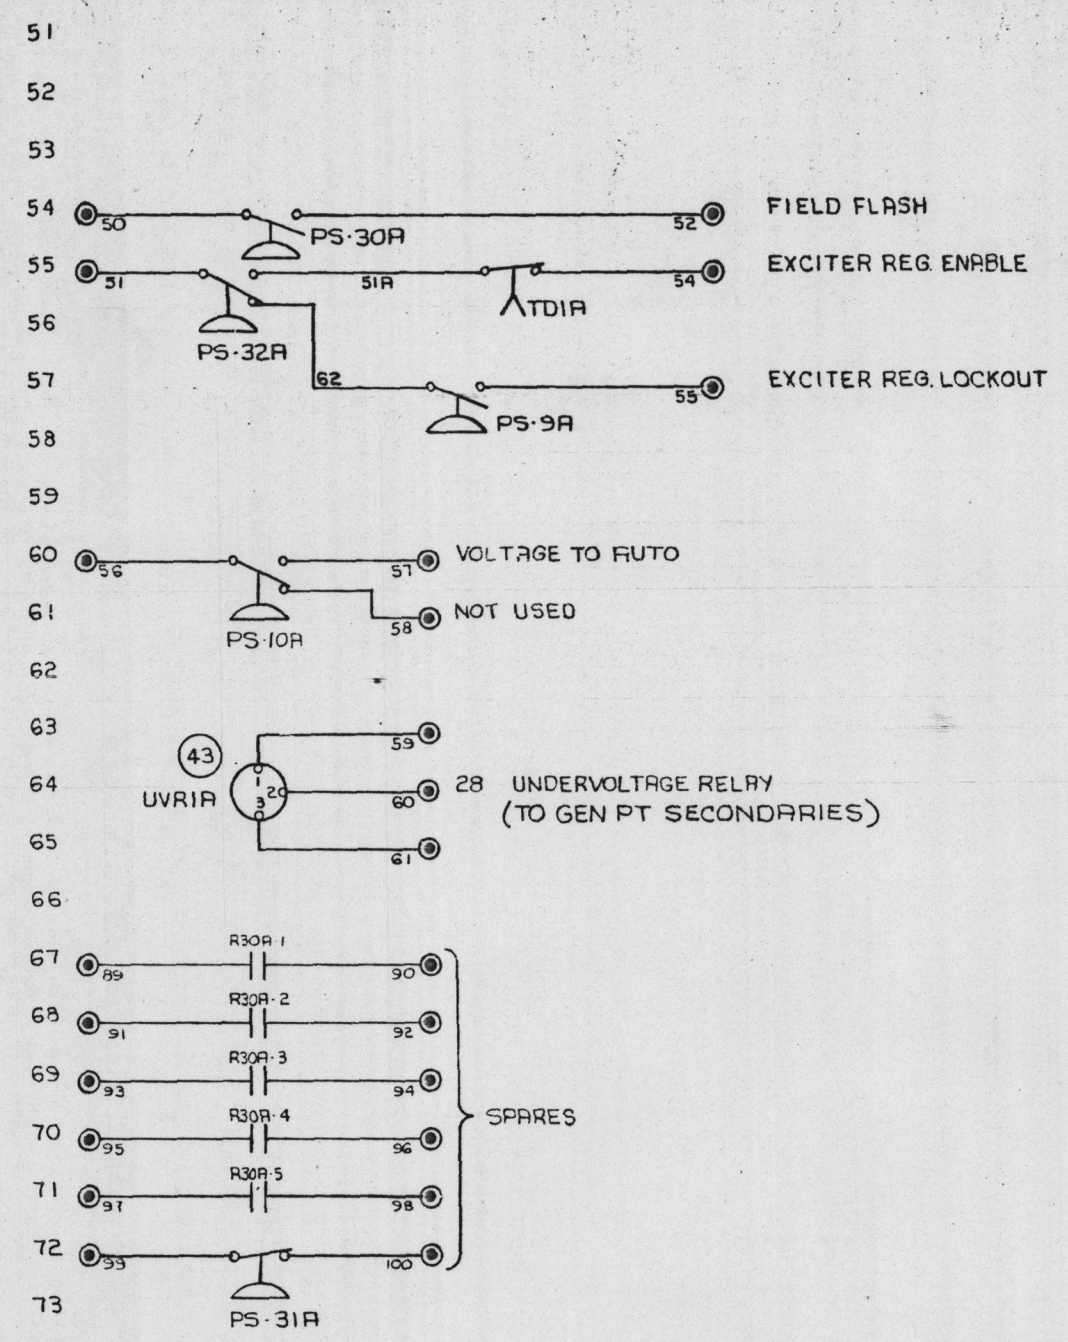 51
52
53
54 50 PS-30A 52 FIELD FLASH
55 51 51A TD1A 54 EXCITER REG. ENABLE
56 PS-32A
57 62 PS-9A 55 EXCITER REG. LOCKOUT
58
59
60 56 57 VOLTAGE TO AUTO
61 PS-10A 58 NOT USED
62
63 59
43
64 UVR1A 1 2 3 60 28 UNDERVOLTAGE RELAY
(TO GEN PT SECONDARIES)
65 61
66
R30A-1
67 89 90
R30A-2
68 91 92
R30A-3
69 93 94
R30A-4
70 95 96
SPARES
R30A-5
71 97 98
72 99 100
73 PS-31A